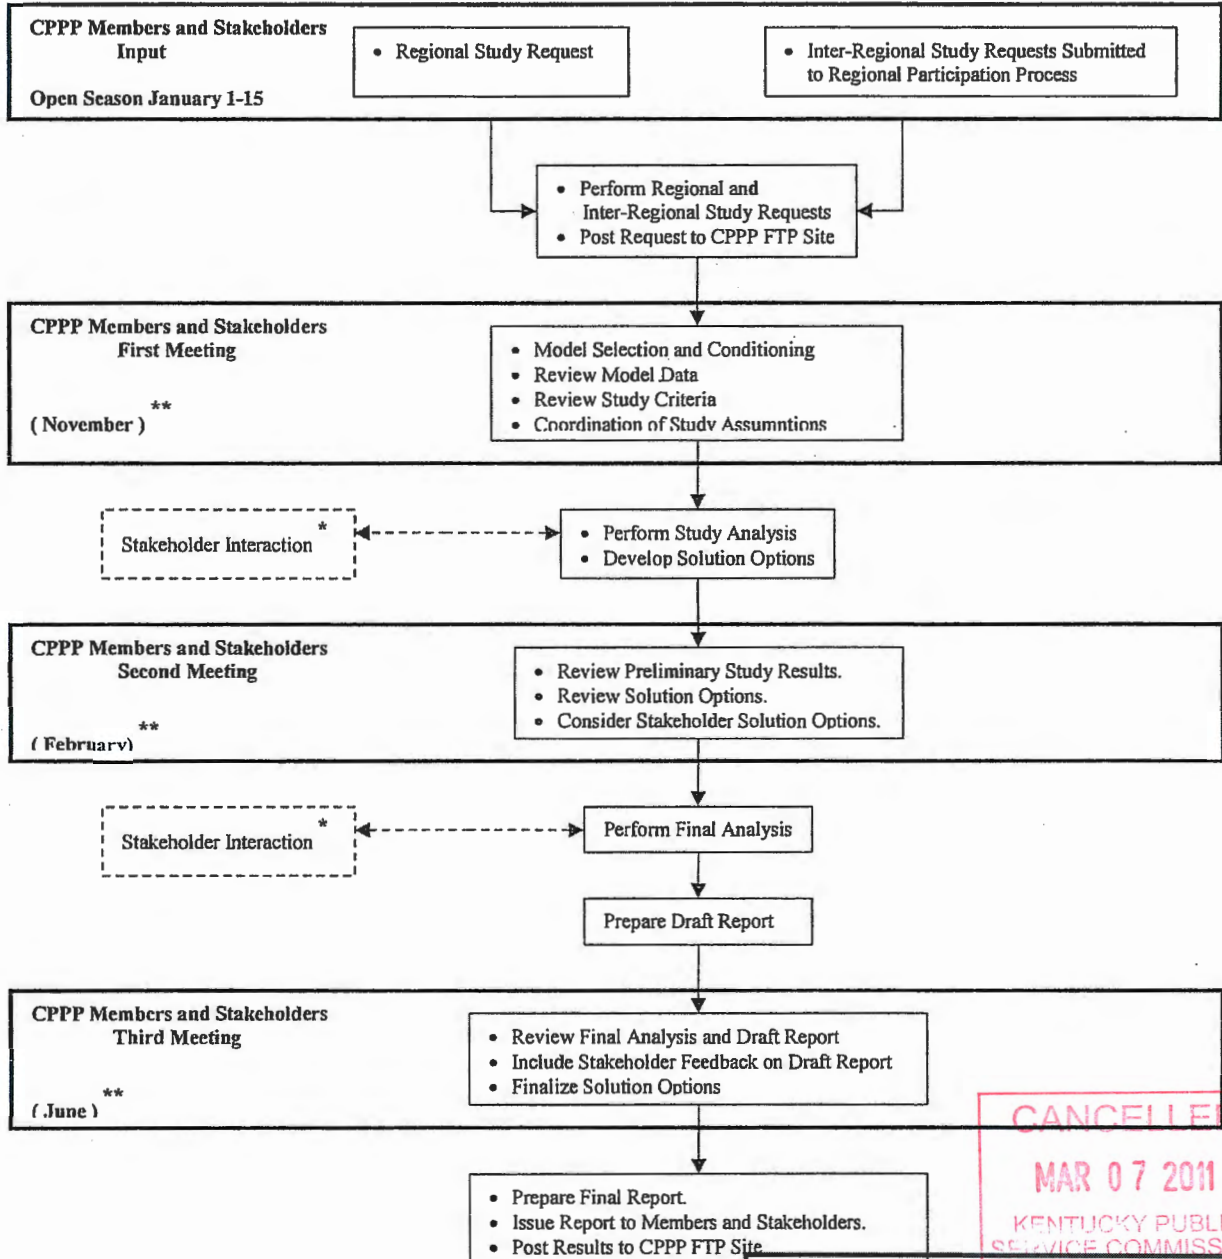 CPPP Members and Stakeholders
Input
Open Season January 1-15
• Regional Study Request
• Inter-Regional Study Requests Submitted
to Regional Participation Process
• Perform Regional and
Inter-Regional Study Requests
• Post Request to CPPP FTP Site
CPPP Members and Stakeholders
First Meeting
( November ) **
• Model Selection and Conditioning
• Review Model Data
• Review Study Criteria
• Coordination of Study Assumptions
Stakeholder Interaction *
• Perform Study Analysis
• Develop Solution Options
CPPP Members and Stakeholders
Second Meeting
( February) **
• Review Preliminary Study Results.
• Review Solution Options.
• Consider Stakeholder Solution Options.
Stakeholder Interaction *
Perform Final Analysis
Prepare Draft Report
CPPP Members and Stakeholders
Third Meeting
( June ) **
• Review Final Analysis and Draft Report
• Include Stakeholder Feedback on Draft Report
• Finalize Solution Options
• Prepare Final Report.
• Issue Report to Members and Stakeholders.
• Post Results to CPPP FTP Site
CANCELLE
MAR 07 2011
KENTUCKY PUBLI
SERVICE COMMISS